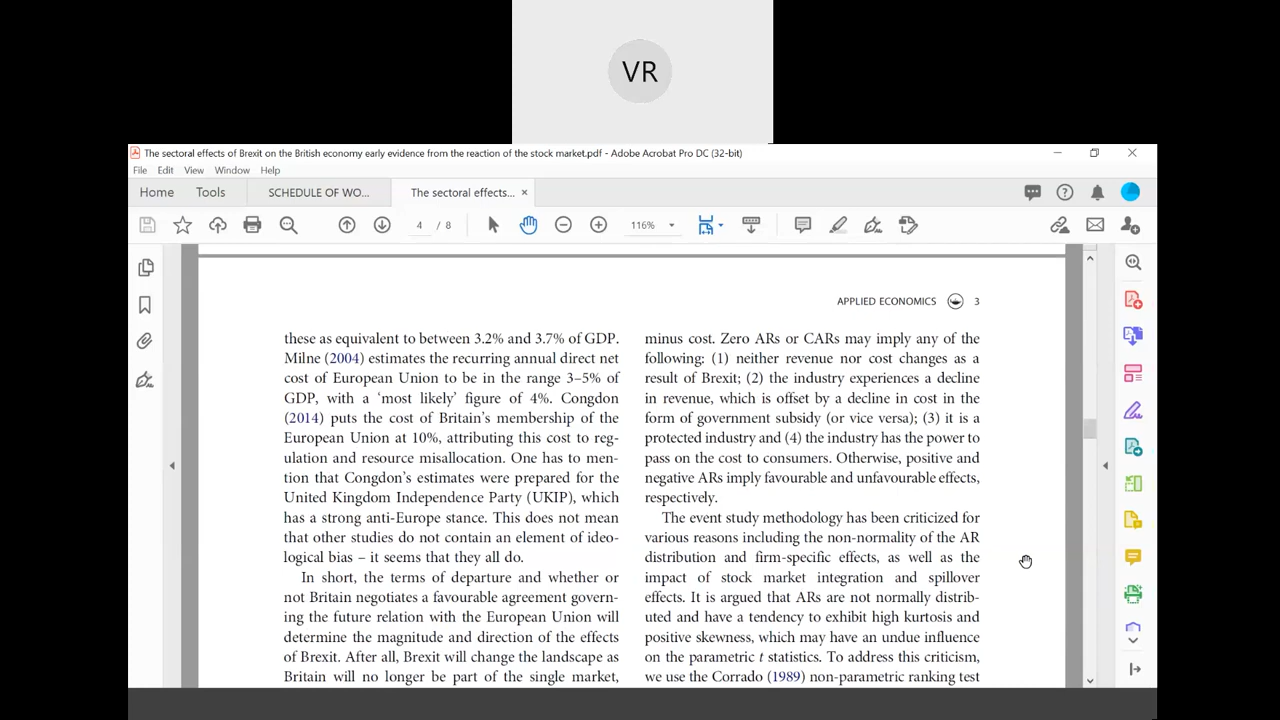 VR
The sectoral effects of Brexit on the British economy early evidence from the reaction of the stock market.pdf - Adobe Acrobat Pro DC (32-bit)
File Edit View Window Help
Home Tools SCHEDULE OF WO... The sectoral effects... ×
4 / 8 116%
APPLIED ECONOMICS 3
these as equivalent to between 3.2% and 3.7% of GDP.
Milne (2004) estimates the recurring annual direct net
cost of European Union to be in the range 3–5% of
GDP, with a ‘most likely’ figure of 4%. Congdon
(2014) puts the cost of Britain’s membership of the
European Union at 10%, attributing this cost to reg-
ulation and resource misallocation. One has to men-
tion that Congdon’s estimates were prepared for the
United Kingdom Independence Party (UKIP), which
has a strong anti-Europe stance. This does not mean
that other studies do not contain an element of ideo-
logical bias – it seems that they all do.
In short, the terms of departure and whether or
not Britain negotiates a favourable agreement govern-
ing the future relation with the European Union will
determine the magnitude and direction of the effects
of Brexit. After all, Brexit will change the landscape as
Britain will no longer be part of the single market,
minus cost. Zero ARs or CARs may imply any of the
following: (1) neither revenue nor cost changes as a
result of Brexit; (2) the industry experiences a decline
in revenue, which is offset by a decline in cost in the
form of government subsidy (or vice versa); (3) it is a
protected industry and (4) the industry has the power to
pass on the cost to consumers. Otherwise, positive and
negative ARs imply favourable and unfavourable effects,
respectively.
The event study methodology has been criticized for
various reasons including the non-normality of the AR
distribution and firm-specific effects, as well as the
impact of stock market integration and spillover
effects. It is argued that ARs are not normally distrib-
uted and have a tendency to exhibit high kurtosis and
positive skewness, which may have an undue influence
on the parametric t statistics. To address this criticism,
we use the Corrado (1989) non-parametric ranking test